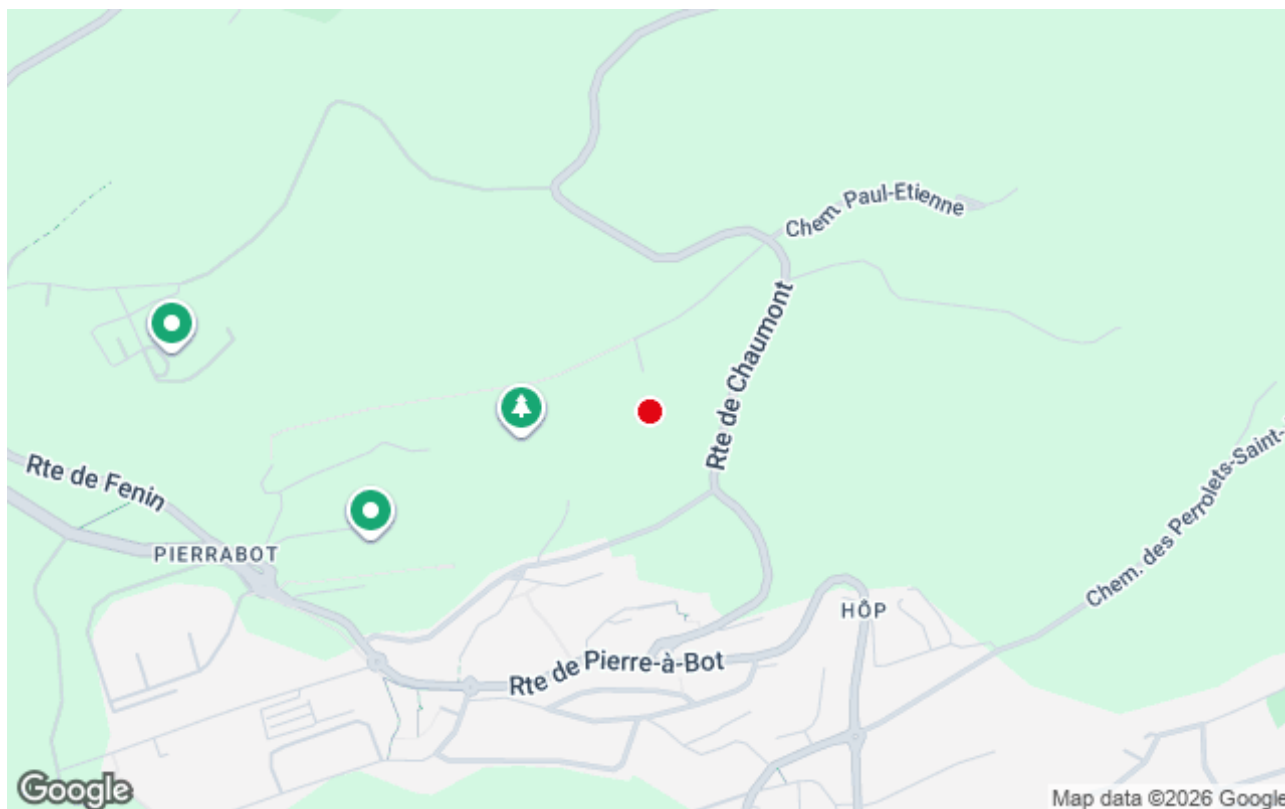 Chem. Paul-Etienne
Rte de Chaumont
Rte de Fenin
PIERRABOT
Chem. des Perrolets-Saint-
HÔP
Rte de Pierre-à-Bot
Google
Map data ©2026 Google